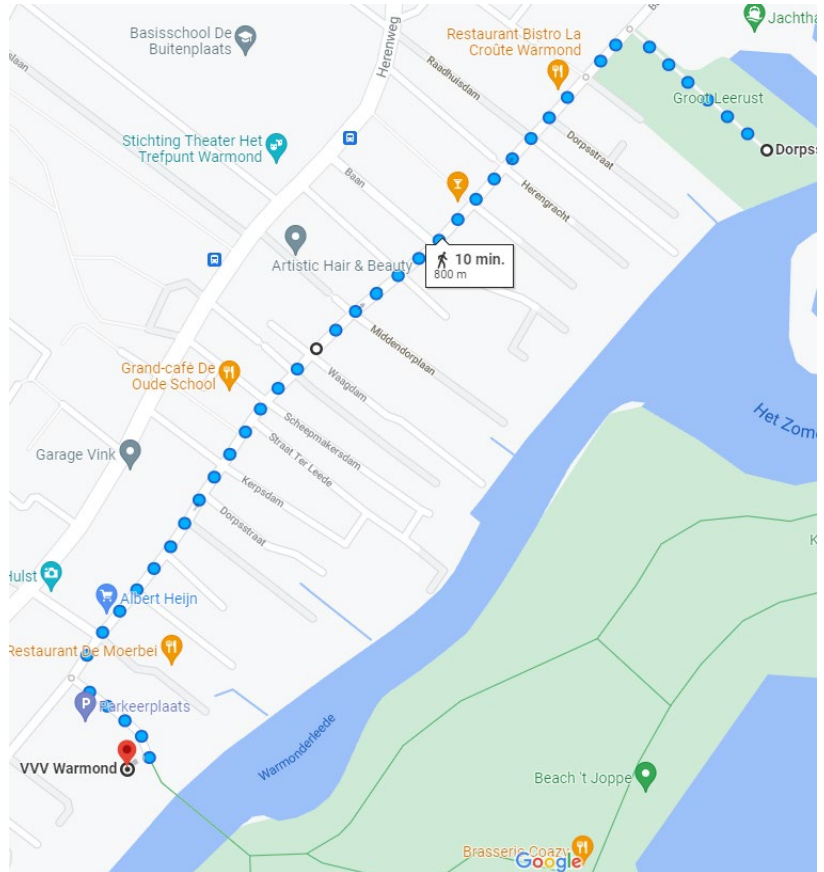 Basisschool De
Buitenplaats
Herenweg
Restaurant Bistro La
Croûte Warmond
Jachtha
Raadhuisdam
Groot Leerust
Stichting Theater Het
Trefpunt Warmond
Dorpsstraat
Dorpss
Baan
Herengracht
10 min.
800 m
Artistic Hair & Beauty
Middendorplaan
Grand-café De
Oude School
Waagdam
Het Zome
Scheepmakersdam
Straat Ter Leede
Garage Vink
Kerpsdam
Dorpsstraat
K
Hulst
Albert Heijn
Restaurant De Moerbei
P
Parkeerplaats
VVV Warmond
Warmonderleede
Beach 't Joppe
Brasserie Coazy
Google